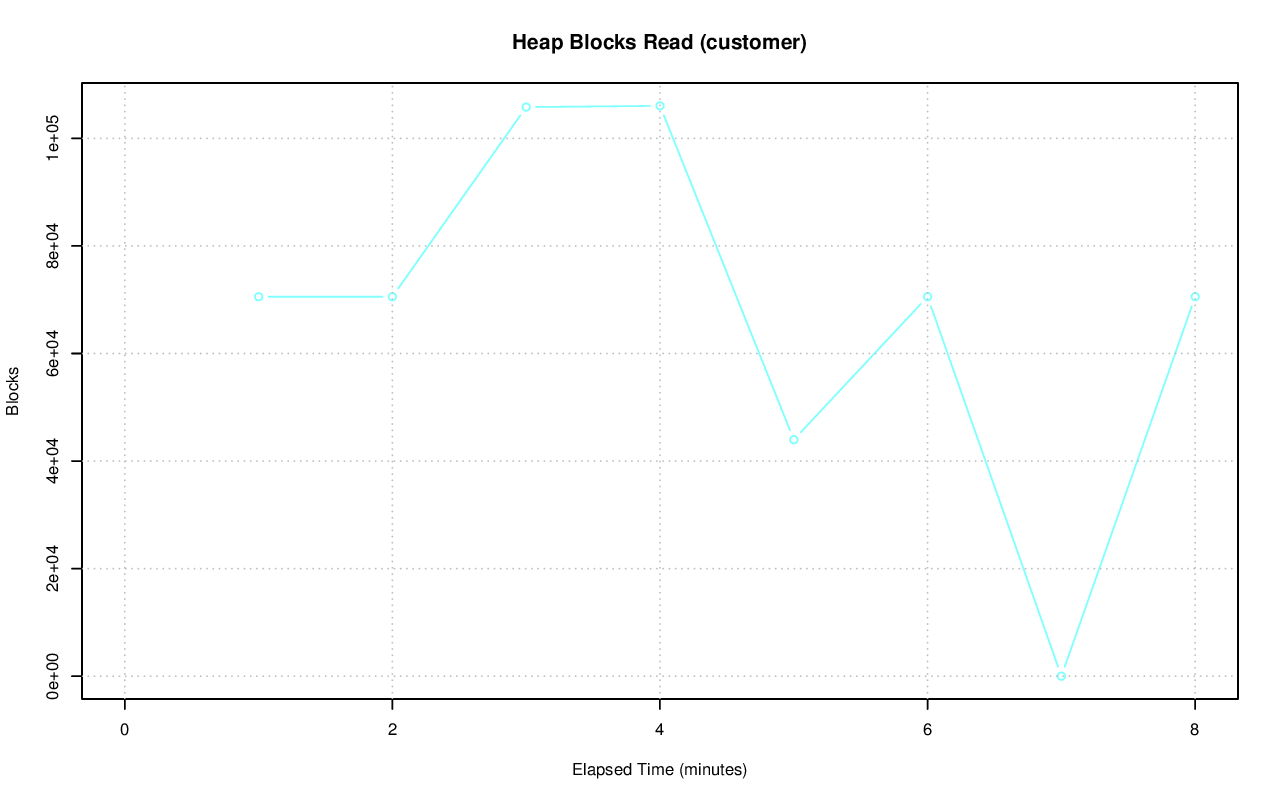 Heap Blocks Read (customer)
1e+05
8e+04
6e+04
4e+04
2e+04
0e+00
Blocks
0 2 4 6 8
Elapsed Time (minutes)